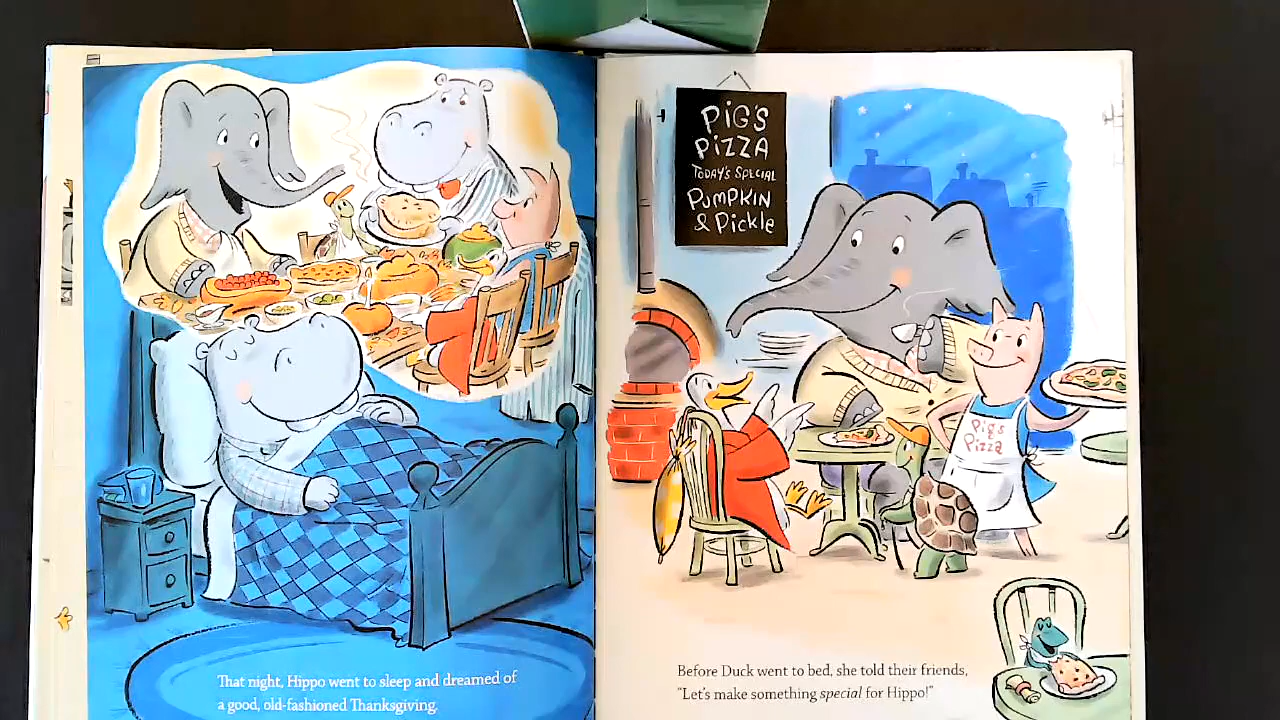 That night, Hippo went to sleep and dreamed of
a good, old-fashioned Thanksgiving.
PiG'S
PiZZA
TODAY'S SPECiAL
PUMPKiN
& Pickle
Pig's
Pizza
Before Duck went to bed, she told their friends,
"Let's make something special for Hippo!"